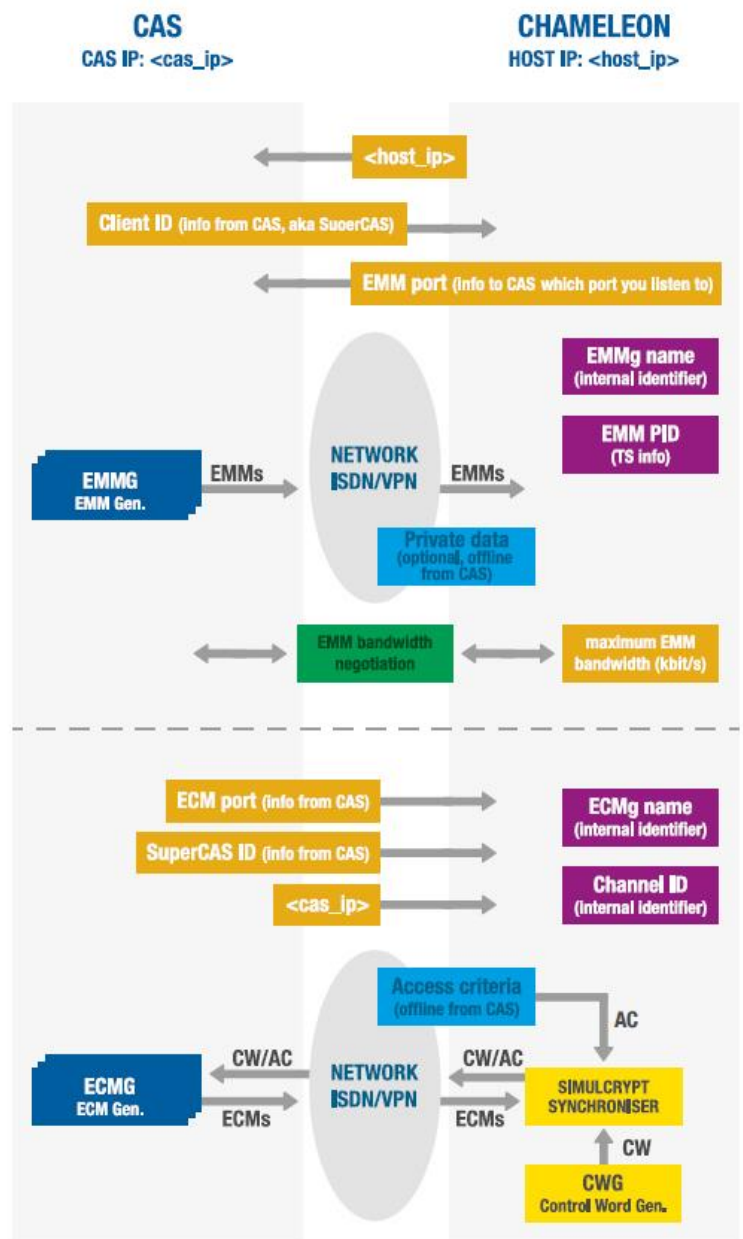 CAS
CAS IP: <cas_ip>
CHAMELEON
HOST IP: <host_ip>
<host_ip>
Client ID (info from CAS, aka SuoerCAS)
EMM port (info to CAS which port you listen to)
EMMg name
(internal identifier)
EMM PID
(TS info)
EMMG
EMM Gen.
EMMs
NETWORK
ISDN/VPN
EMMs
Private data
(optional, offline
from CAS)
EMM bandwidth
negotiation
maximum EMM
bandwidth (kbit/s)
ECM port (info from CAS)
ECMg name
(internal identifier)
SuperCAS ID (info from CAS)
Channel ID
(internal identifier)
<cas_ip>
Access criteria
(offline from CAS)
AC
ECMG
ECM Gen.
CW/AC
ECMs
NETWORK
ISDN/VPN
CW/AC
ECMs
SIMULCRYPT
SYNCHRONISER
CW
CWG
Control Word Gen.